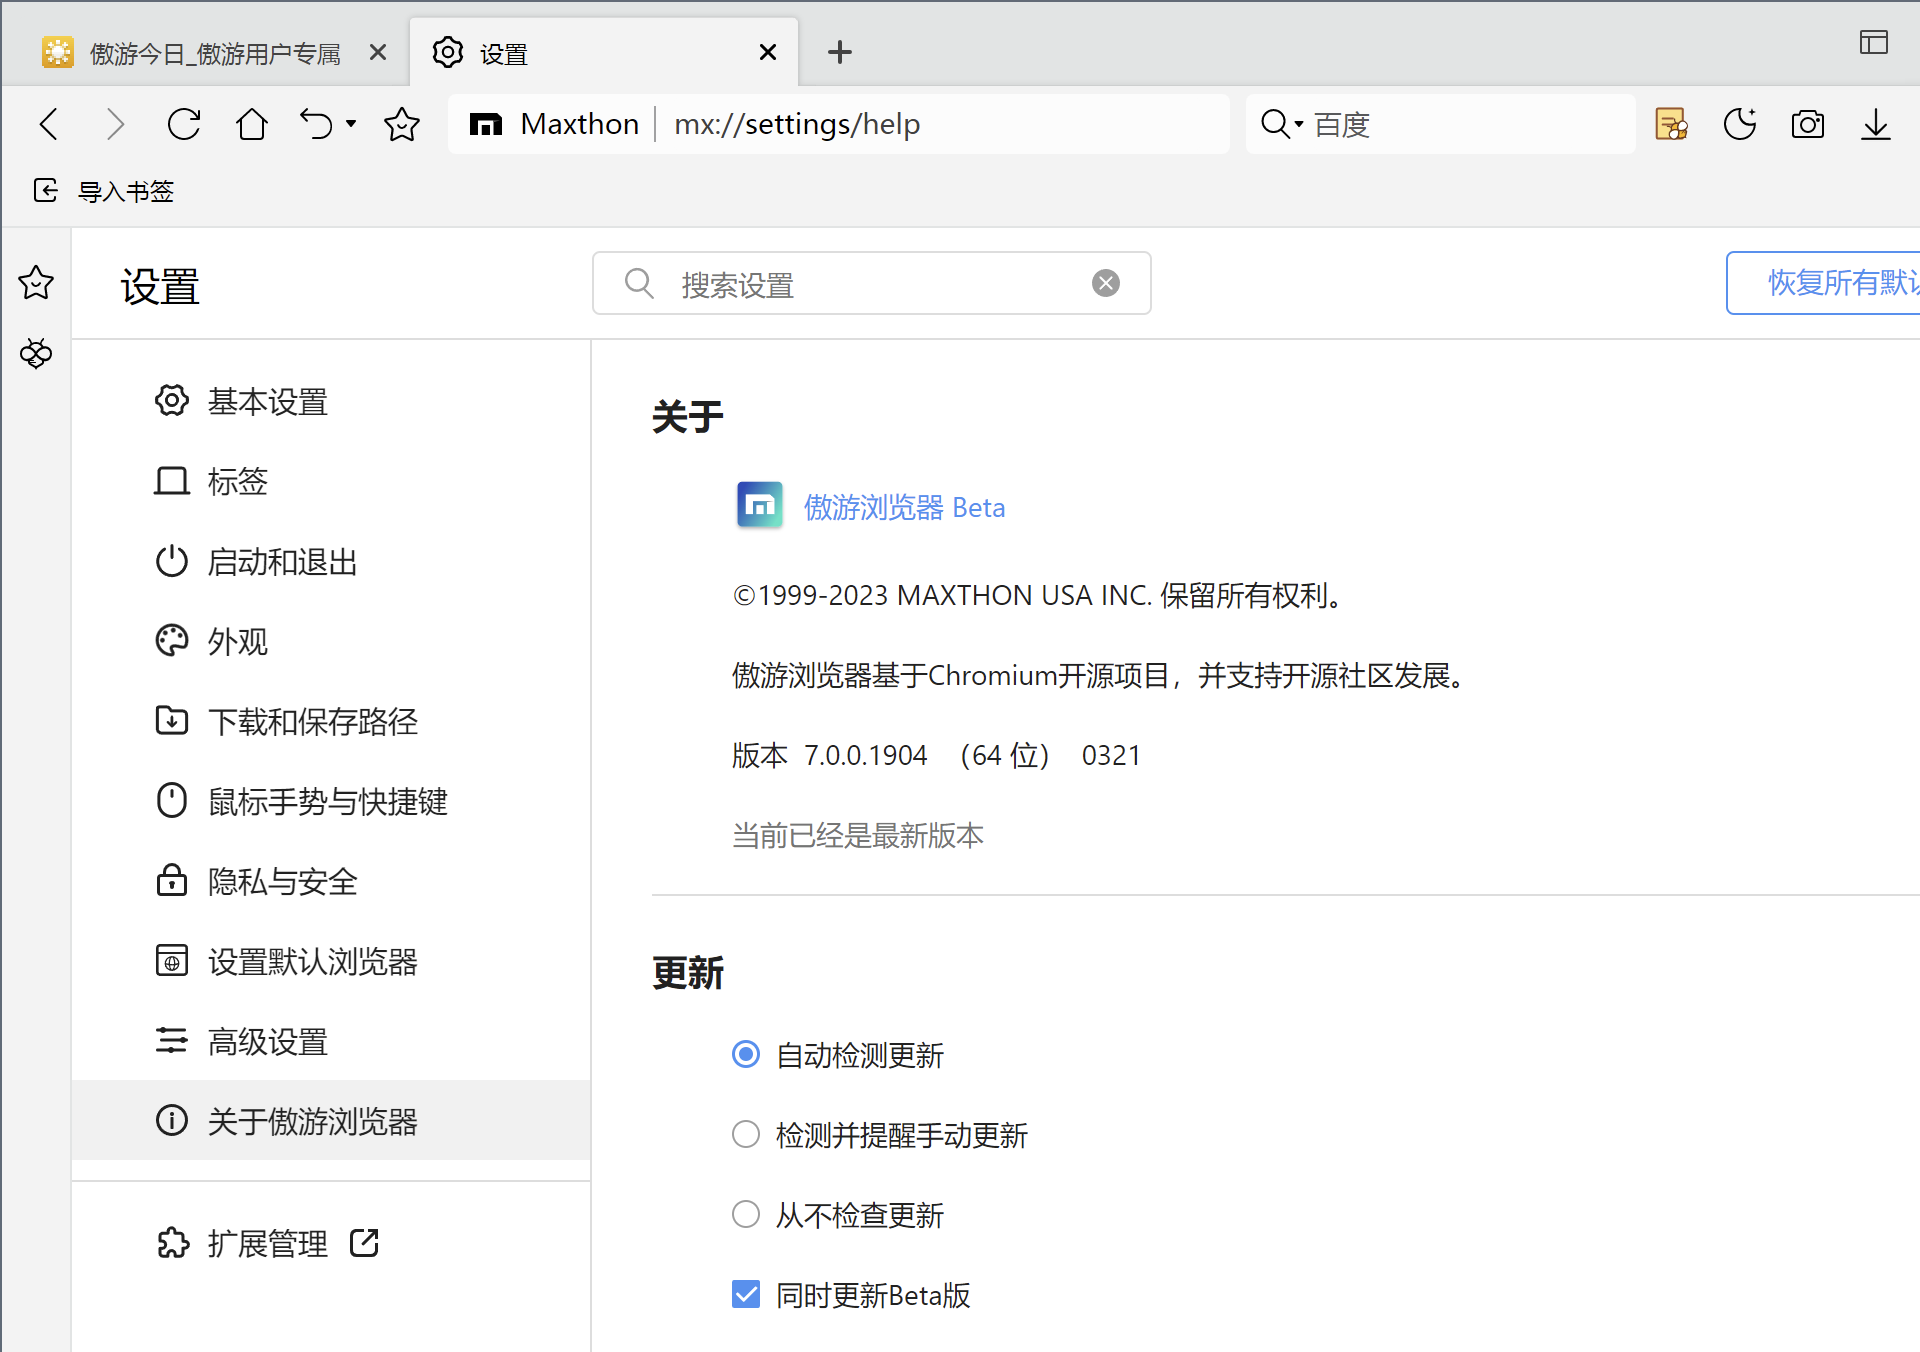 傲游今日_傲游用户专属
设置
Maxthon
mx://settings/help
百度
导入书签
设置
搜索设置
恢复所有默
基本设置
标签
启动和退出
外观
下载和保存路径
鼠标手势与快捷键
隐私与安全
设置默认浏览器
高级设置
关于傲游浏览器
扩展管理
关于
傲游浏览器 Beta
©1999-2023 MAXTHON USA INC. 保留所有权利。
傲游浏览器基于Chromium开源项目，并支持开源社区发展。
版本 7.0.0.1904 （64 位） 0321
当前已经是最新版本
更新
自动检测更新
检测并提醒手动更新
从不检查更新
同时更新Beta版